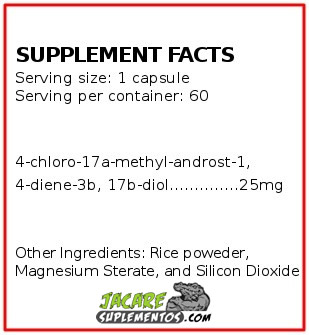 SUPPLEMENT FACTS
Serving size: 1 capsule
Serving per container: 60
4-chloro-17a-methyl-androst-1,
4-diene-3b, 17b-diol..............25mg
Other Ingredients: Rice poweder,
Magnesium Sterate, and Silicon Dioxide
JACARE
SUPLEMENTOS.COM